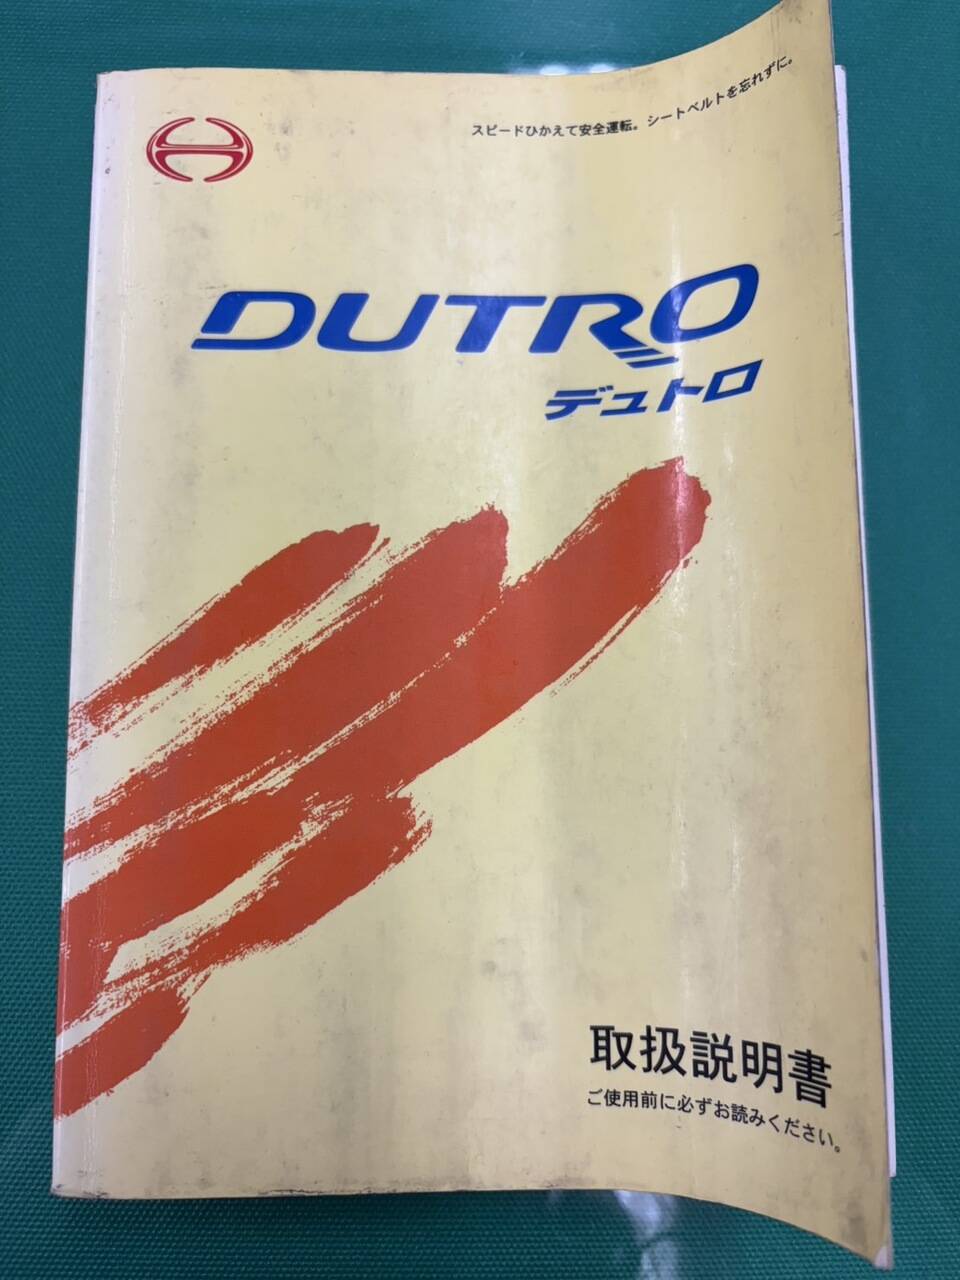 スピードひかえて安全運転。シートベルトを忘れずに。
DUTRO
デュトロ
取扱説明書
ご使用前に必ずお読みください。